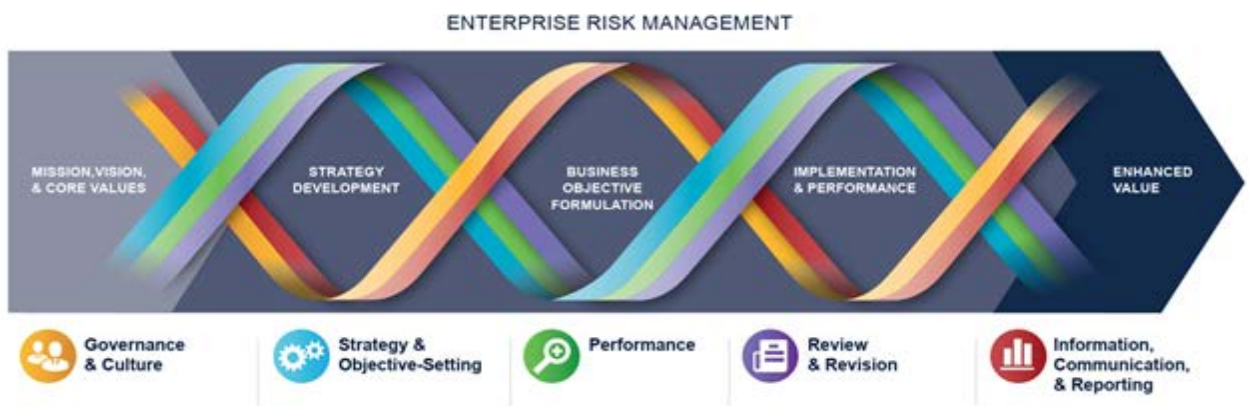 ENTERPRISE RISK MANAGEMENT
MISSION,VISION,
& CORE VALUES
STRATEGY
DEVELOPMENT
BUSINESS
OBJECTIVE
FORMULATION
IMPLEMENTATION
& PERFORMANCE
ENHANCED
VALUE
Governance
& Culture
Strategy &
Objective-Setting
Performance
Review
& Revision
Information,
Communication,
& Reporting